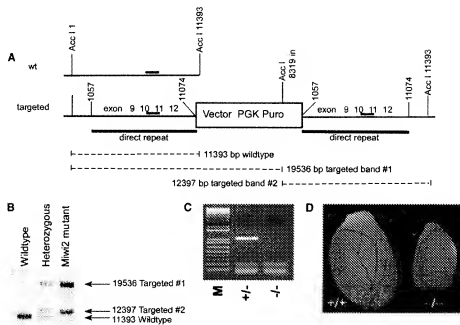 A
wt
Acc I 1
Acc I 11393
targeted
1057
exon 9 10 11 12
11074
Vector PGK Puro
Acc I
8319 in
1057
exon 9 10 11 12
11074
Acc I 11393
direct repeat
direct repeat
11393 bp wildtype
19536 bp targeted band #1
12397 bp targeted band #2
B
Wildtype
Heterozygous
Miwi2 mutant
19536 Targeted #1
12397 Targeted #2
11393 Wildtype
C
M
+/-
-/-
D
+/+
-/-